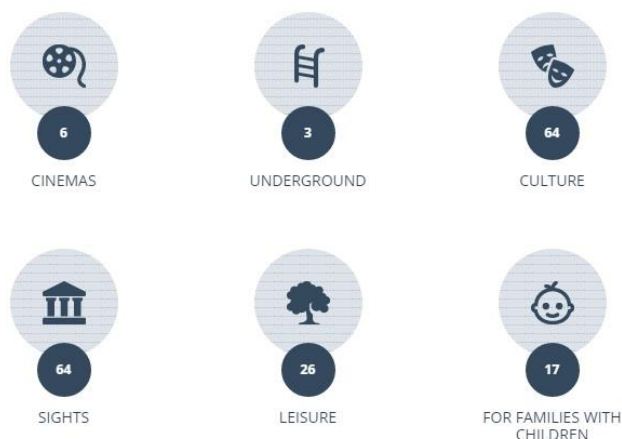 6
3
64
CINEMAS
UNDERGROUND
CULTURE
64
26
17
SIGHTS
LEISURE
FOR FAMILIES WITH
CHILDREN